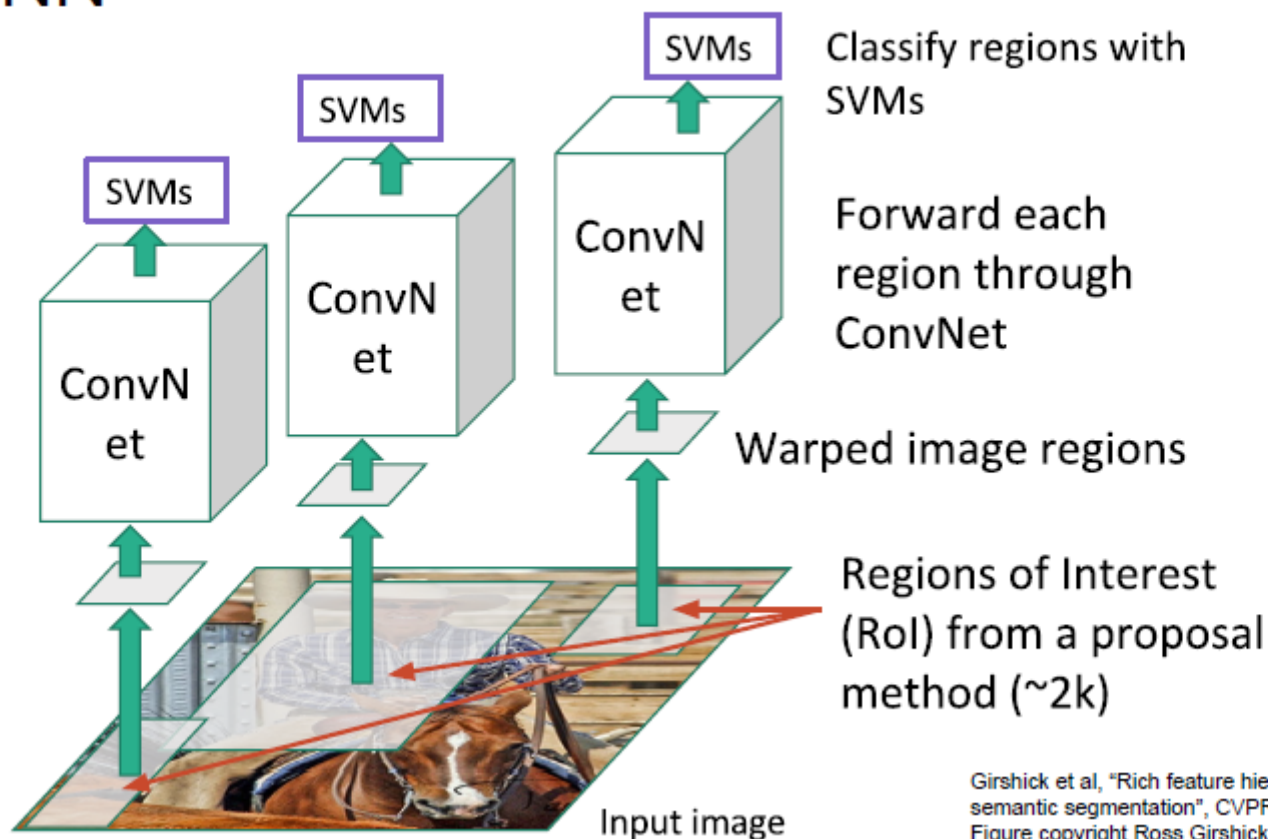 SVMs
Classify regions with
SVMs
SVMs
SVMs
Forward each
region through
ConvNet
ConvN
et
ConvN
et
ConvN
et
Warped image regions
Regions of Interest
(RoI) from a proposal
method (~2k)
Input image
Girshick et al, “Rich feature hie
semantic segmentation”, CVPR
Figure copyright Ross Girshick